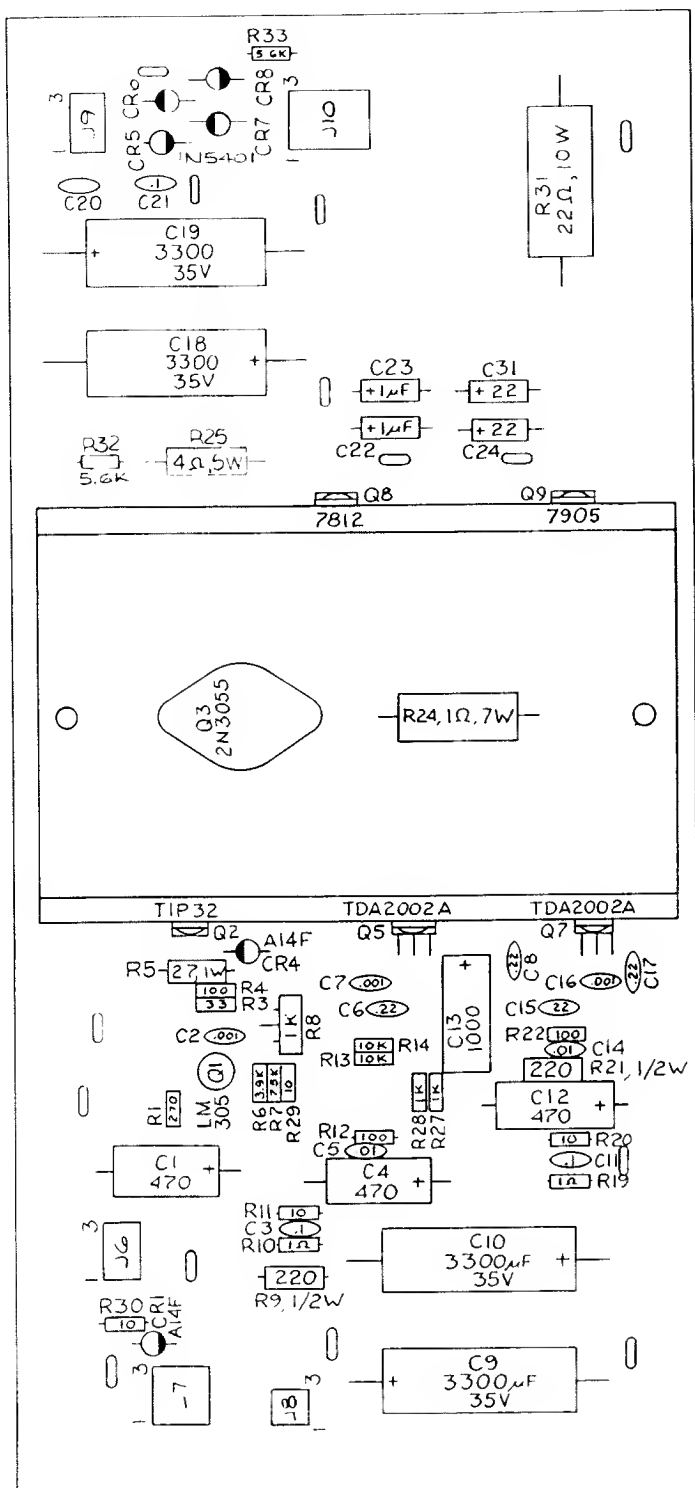 R33
5.6K
3
J9
1
CR6
CR5
CR8
CR7
1N5401
3
J10
1
R31
22Ω, 10W
C20
.1
C21
C19
+ 3300
35V
C18
3300 +
35V
C23
+1µF
C31
+22
+1µF
C22
+22
C24
R32
5.6K
R25
4Ω, 5W
Q8
7812
Q9
7905
Q3
2N3055
R24, 1Ω, 7W
TIP32
Q2
TDA2002A
Q5
TDA2002A
Q7
A14F
CR4
R5 27 1W
100 R4
33 R3
C2 .001
1K
R8
C7 .001
C6 .22
10K R14
R13 10K
+
C13
1000
.22 C8
C16 .001
.22 C17
C15 .22
R22 100
.01 C14
220 R21, 1/2W
C12
470 +
Q1
LM
305
R1 270
3.9K
7.5K
10
R6
R7
R29
1K
1K
R28
R27
R12 100
C5 .01
C4
470 +
10 R20
.1 C11
1Ω R19
C1
470 +
R11 10
C3 .1
R10 1Ω
220
R9, 1/2W
3
J6
1
C10
3300µF +
35V
R30
10
CR1
A14F
3
1
J8
3
1
C9
+ 3300µF
35V